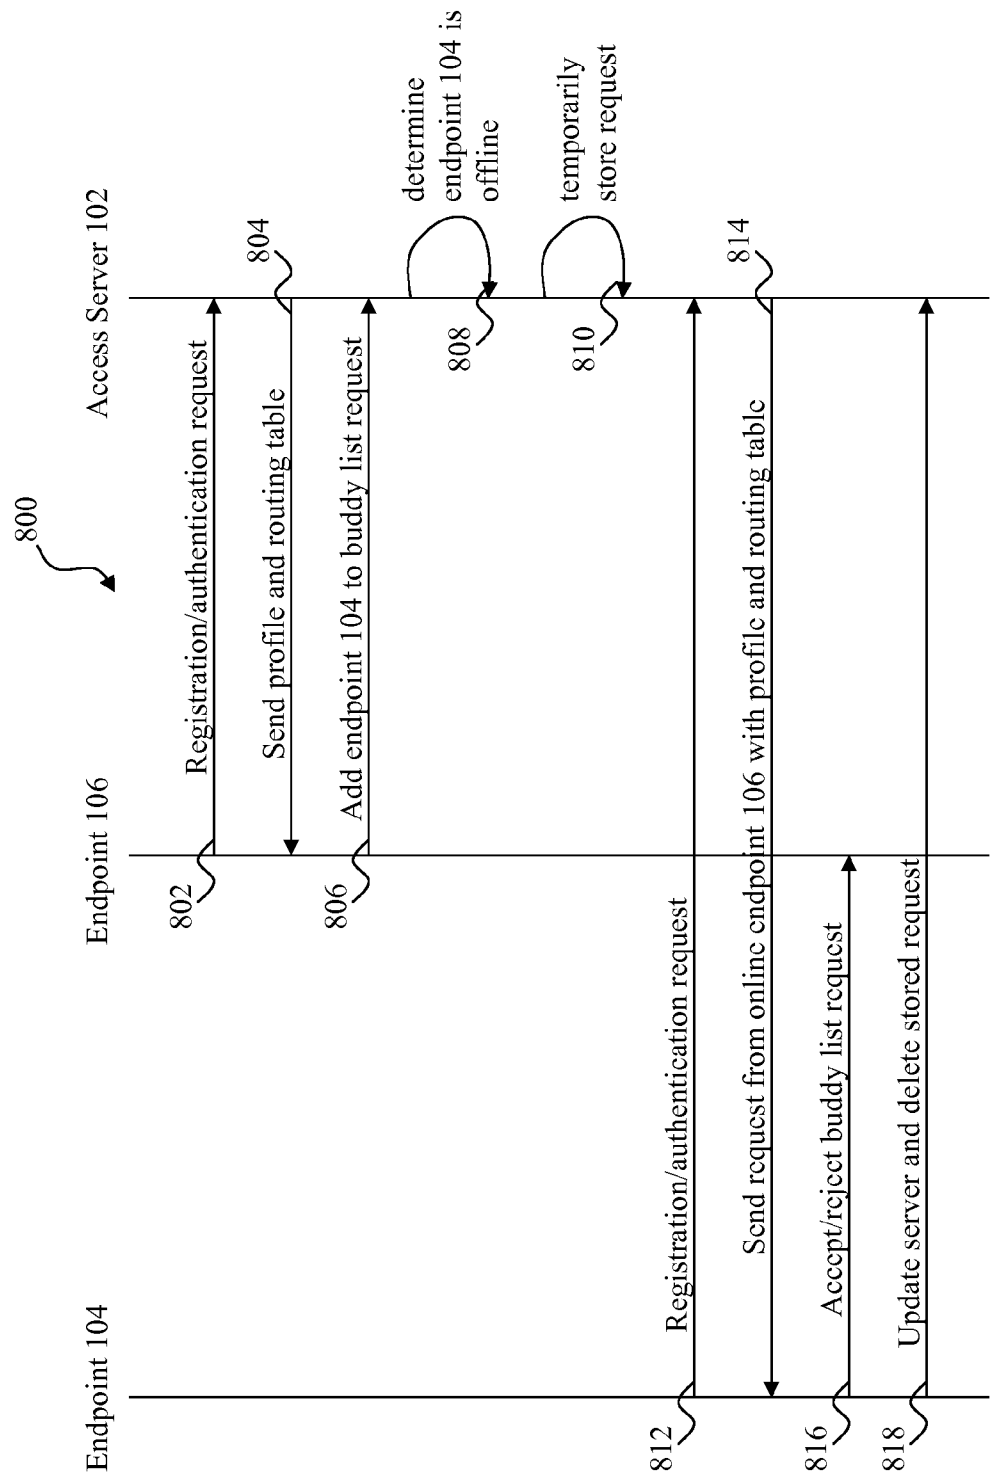 800
Endpoint 104
Endpoint 106
Access Server 102
802
Registration/authentication request
804
Send profile and routing table
806
Add endpoint 104 to buddy list request
determine
endpoint 104 is
offline
808
temporarily
store request
810
812
Registration/authentication request
814
Send request from online endpoint 106 with profile and routing table
816
Accept/reject buddy list request
818
Update server and delete stored request